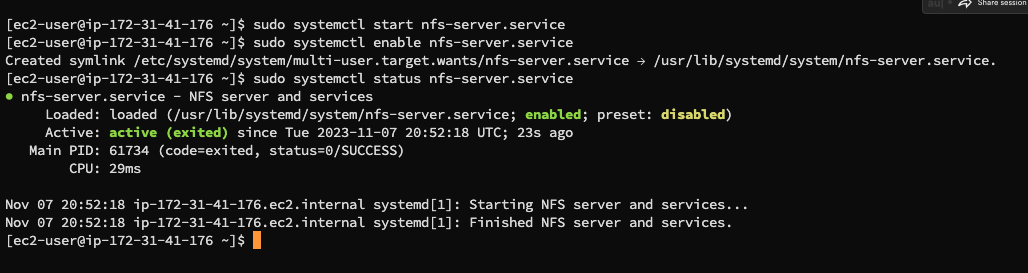 Share session
[ec2-user@ip-172-31-41-176 ~]$ sudo systemctl start nfs-server.service
[ec2-user@ip-172-31-41-176 ~]$ sudo systemctl enable nfs-server.service
Created symlink /etc/systemd/system/multi-user.target.wants/nfs-server.service → /usr/lib/systemd/system/nfs-server.service.
[ec2-user@ip-172-31-41-176 ~]$ sudo systemctl status nfs-server.service
● nfs-server.service - NFS server and services
Loaded: loaded (/usr/lib/systemd/system/nfs-server.service; enabled; preset: disabled)
Active: active (exited) since Tue 2023-11-07 20:52:18 UTC; 23s ago
Main PID: 61734 (code=exited, status=0/SUCCESS)
CPU: 29ms
Nov 07 20:52:18 ip-172-31-41-176.ec2.internal systemd[1]: Starting NFS server and services...
Nov 07 20:52:18 ip-172-31-41-176.ec2.internal systemd[1]: Finished NFS server and services.
[ec2-user@ip-172-31-41-176 ~]$